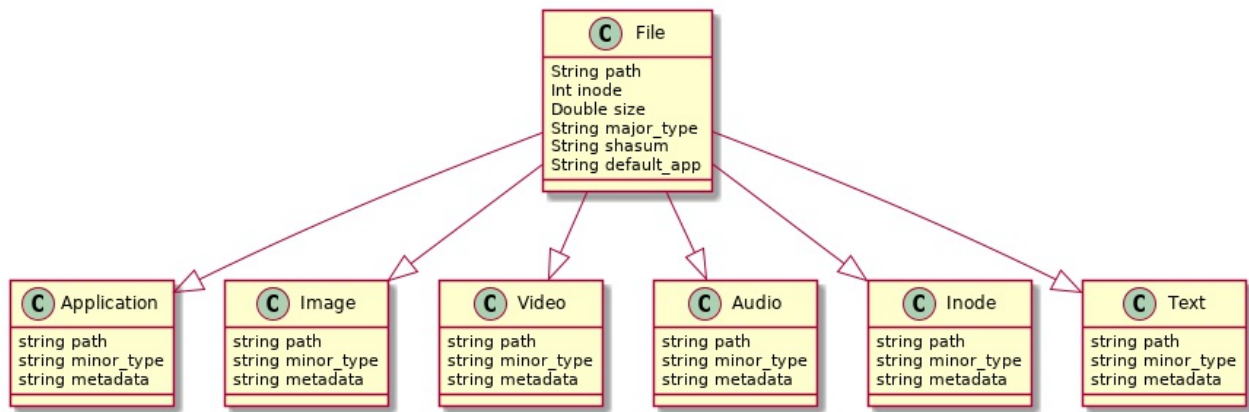 C File
String path
Int inode
Double size
String major_type
String shasum
String default_app
C Application
string path
string minor_type
string metadata
C Image
string path
string minor_type
string metadata
C Video
string path
string minor_type
string metadata
C Audio
string path
string minor_type
string metadata
C Inode
string path
string minor_type
string metadata
C Text
string path
string minor_type
string metadata